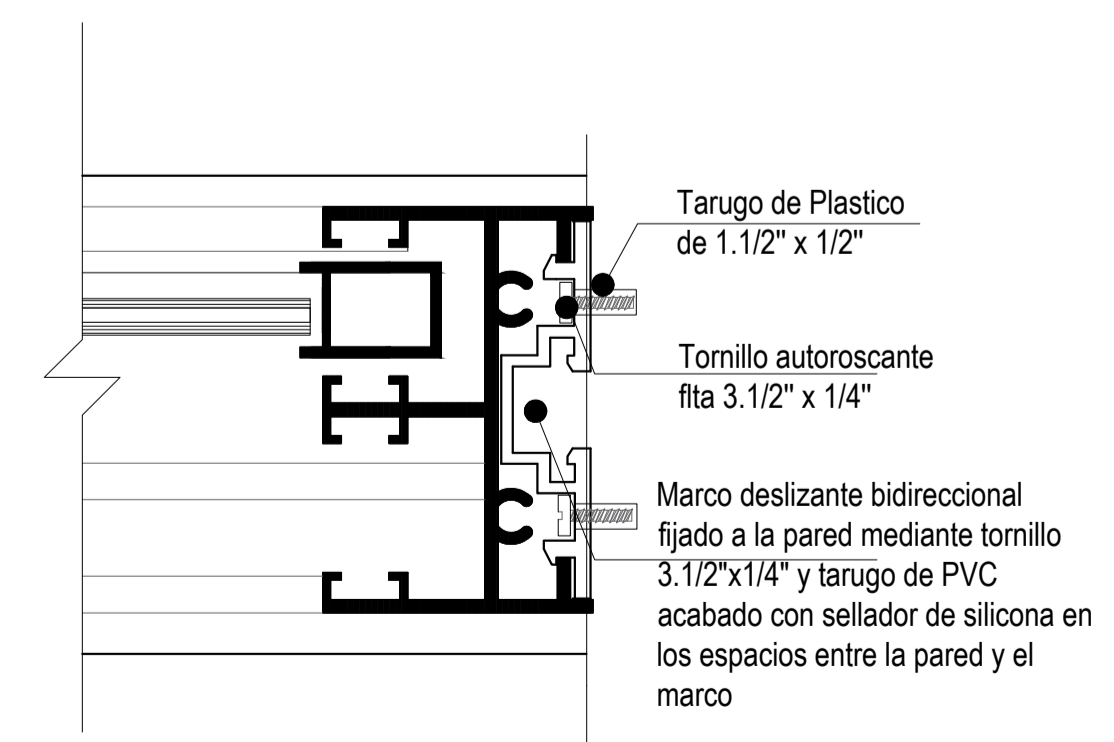 Tarugo de Plastico
de 1.1/2" x 1/2"
Tornillo autoroscante
flta 3.1/2" x 1/4"
Marco deslizante bidireccional
fijado a la pared mediante tornillo
3.1/2"x1/4" y tarugo de PVC
acabado con sellador de silicona en
los espacios entre la pared y el
marco